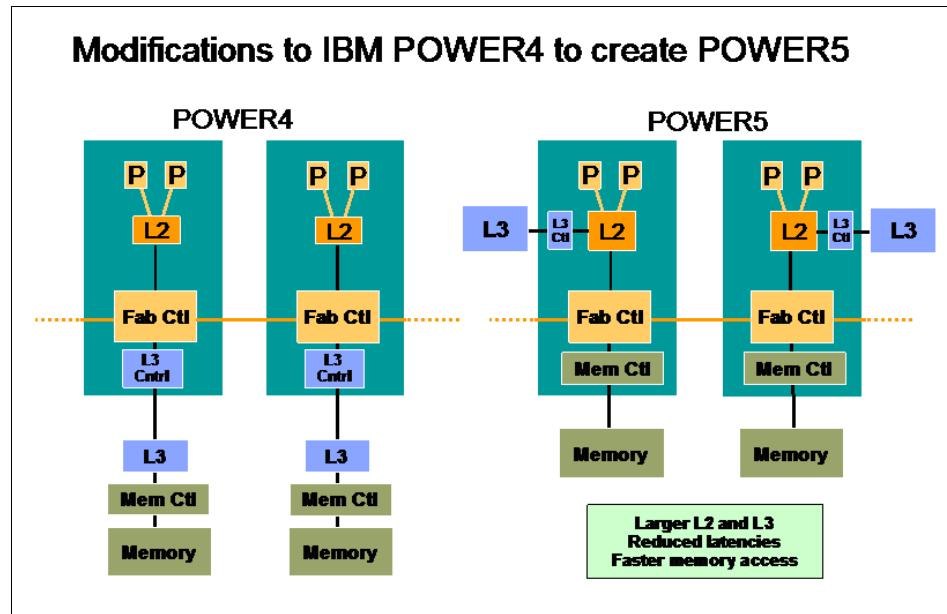 Modifications to IBM POWER4 to create POWER5
POWER4
P P
L2
Fab Ctl
L3
Cntrl
L3
Mem Ctl
Memory
P P
L2
Fab Ctl
L3
Cntrl
L3
Mem Ctl
Memory
POWER5
P P
L3
L3
Ctl
L2
Fab Ctl
Mem Ctl
Memory
P P
L2
L3
Ctl
L3
Fab Ctl
Mem Ctl
Memory
Larger L2 and L3
Reduced latencies
Faster memory access